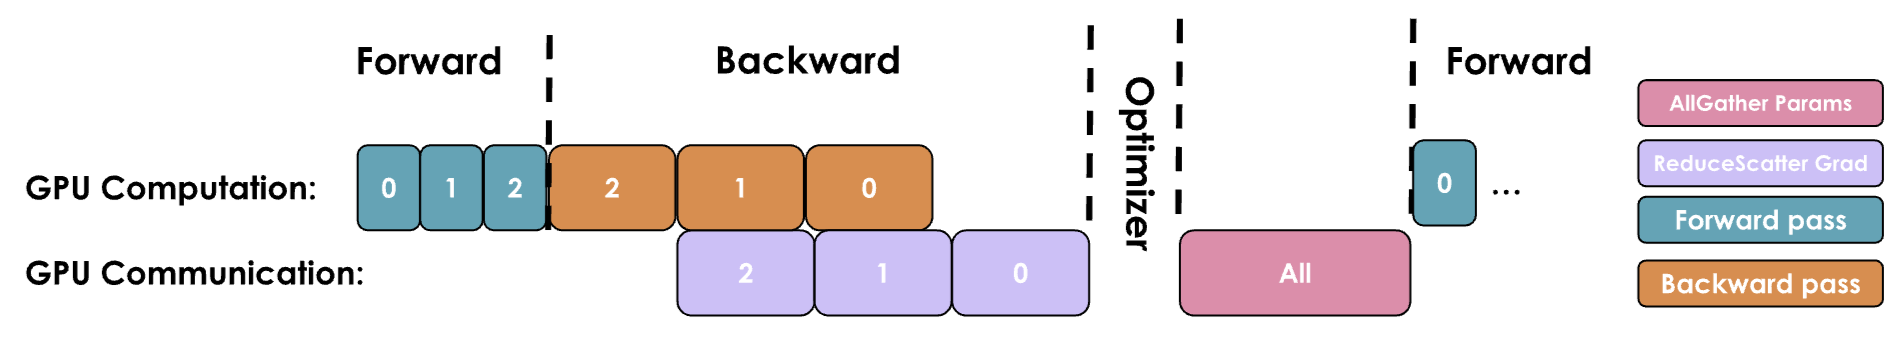 Forward
Backward
Optimizer
Forward
AllGather Params
ReduceScatter Grad
Forward pass
Backward pass
GPU Computation:
0 1 2 2 1 0 0 ...
GPU Communication:
2 1 0 All